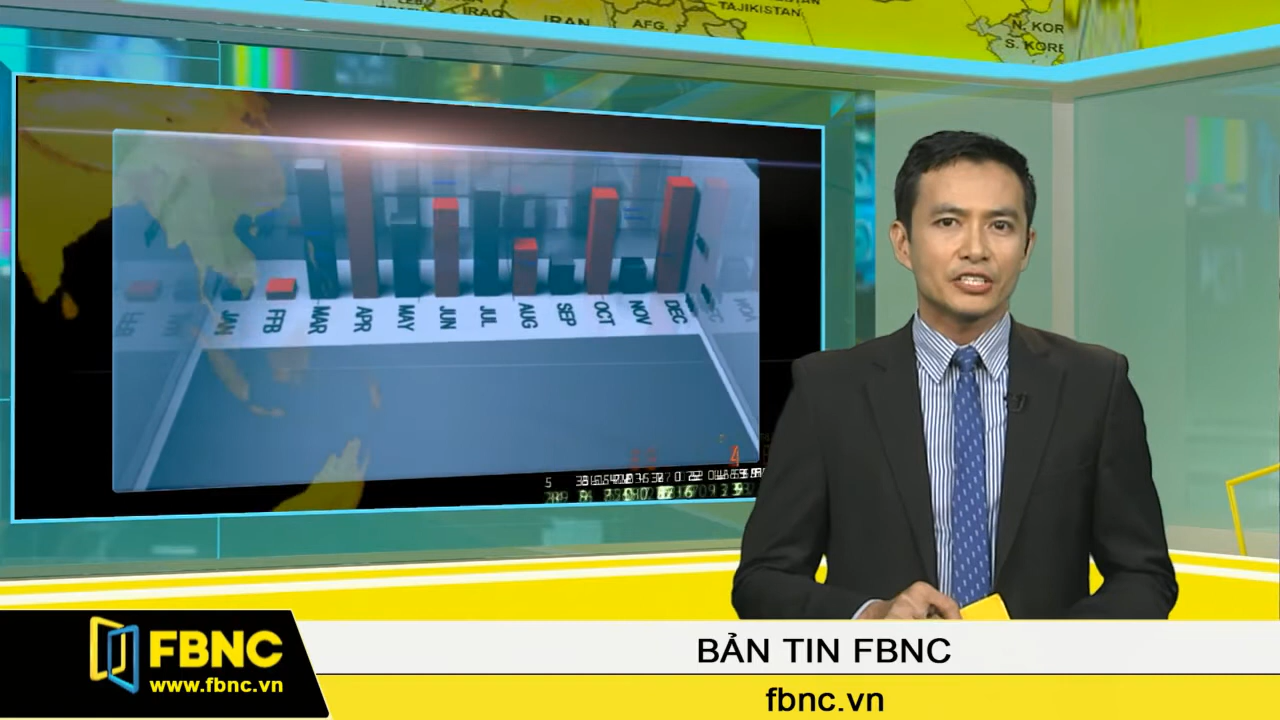 IRAQ
IRAN
AFG.
TAJIKISTAN
N. KOR
S. KORE
JAN
FEB
MAR
APR
MAY
JUN
JUL
AUG
SEP
OCT
NOV
DEC
FBNC
www.fbnc.vn
BẢN TIN FBNC
fbnc.vn